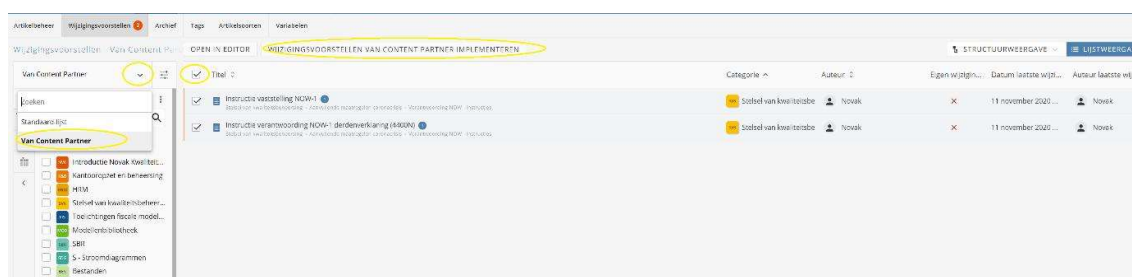 Artikelbeheer Wijzigingsvoorstellen Archief Tags Artikelsoorten Variabelen
Wijzigingsvoorstellen Van Content OPEN IN EDITOR WIJZIGINGSVOORSTELLEN VAN CONTENT PARTNER IMPLEMENTEREN STRUCTUURWEERGAVE LIJSTWEERGA
Van Content Partner Titel Categorie Auteur Eigen wijzigin... Datum laatste wijzi... Auteur laatste wij
Zoeken
Instructie vaststelling NOW-1 Stelsel van kwaliteitsbe Novak 11 november 2020 ... Novak
Standaard lijst
Instructie verantwoording NOW-1 derdenverklaring (4400N) Stelsel van kwaliteitsbe Novak 11 november 2020 ... Novak
Van Content Partner
Introductie Novak Kwaliteit...
Kantooropzet en beheersing
HRM
Stelsel van kwaliteitsbeheer...
Toelichtingen fiscale model...
Modellenbibliotheek
SBR
S - Stroomdiagrammen
Bestanden